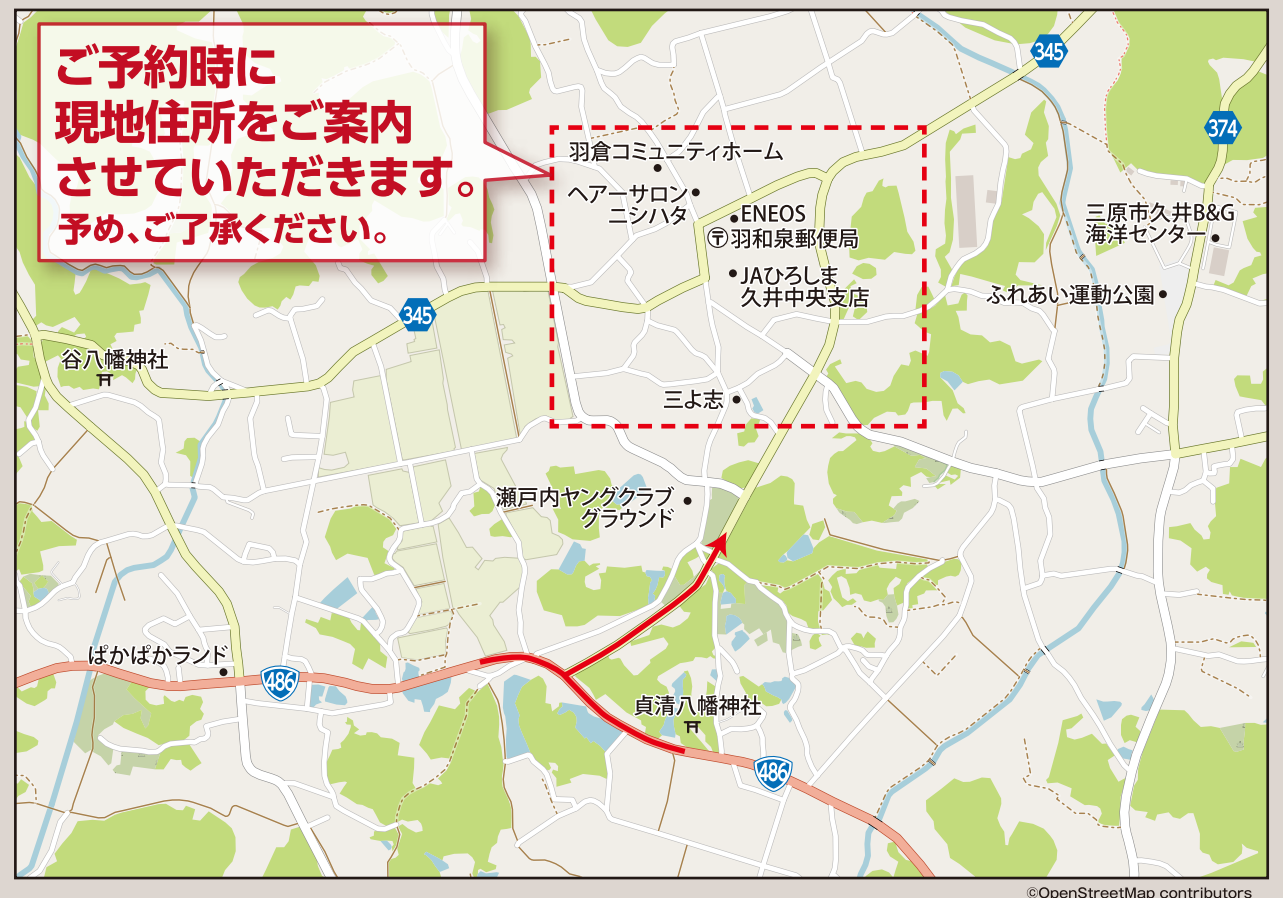 ご予約時に
現地住所をご案内
させていただきます。
予め、ご了承ください。
345
374
羽倉コミュニティホーム
ヘアーサロン
ニシハタ
ENEOS
〒羽和泉郵便局
JAひろしま
久井中央支店
三原市久井B&G
海洋センター
ふれあい運動公園
345
谷八幡神社
三よ志
瀬戸内ヤングクラブ
グラウンド
ぱかぱかランド
486
貞清八幡神社
486
©OpenStreetMap contributors